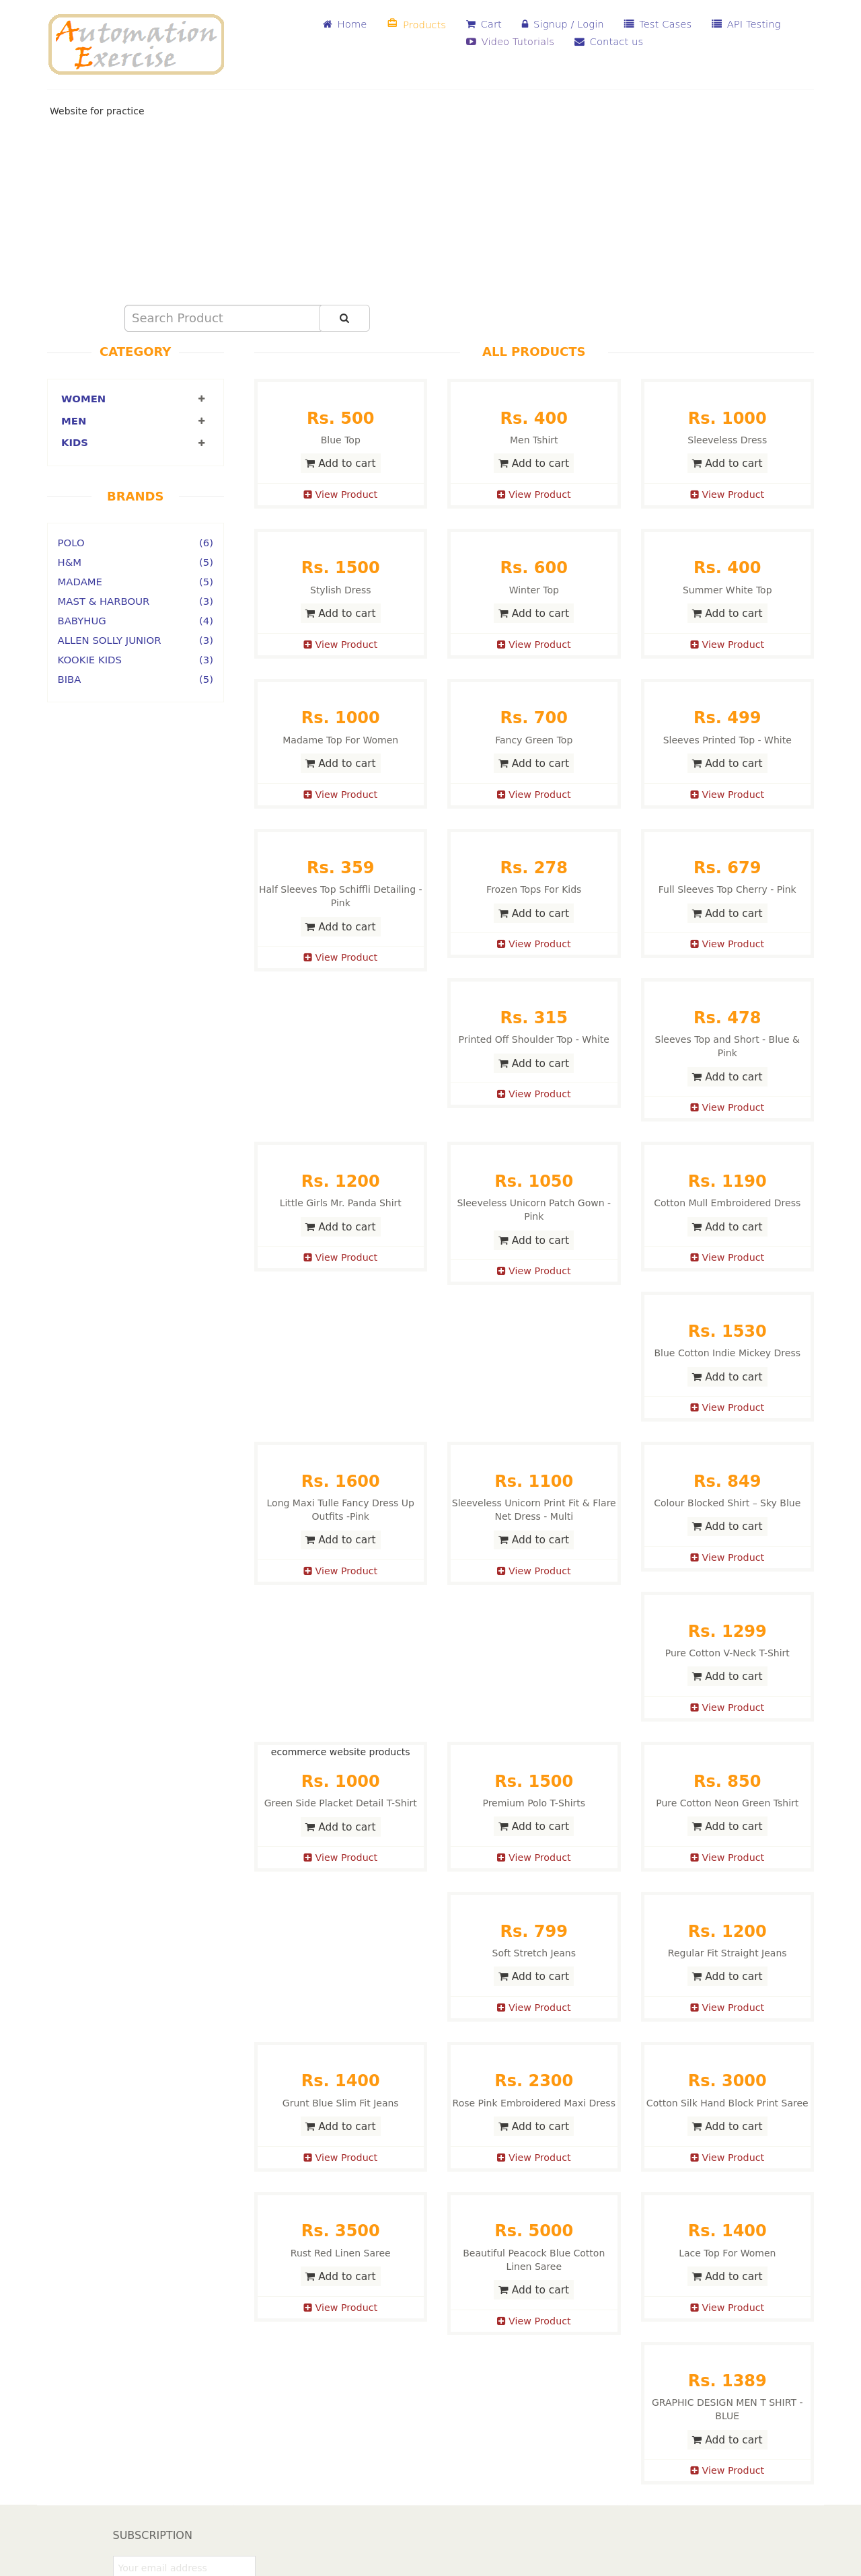 Automation
Exercise
Home Products Cart Signup / Login Test Cases API Testing
Video Tutorials Contact us
Website for practice
Search Product
CATEGORY
WOMEN
MEN
KIDS
BRANDS
POLO (6)
H&M (5)
MADAME (5)
MAST & HARBOUR (3)
BABYHUG (4)
ALLEN SOLLY JUNIOR (3)
KOOKIE KIDS (3)
BIBA (5)
ALL PRODUCTS
Rs. 500
Blue Top
Add to cart
View Product
Rs. 400
Men Tshirt
Add to cart
View Product
Rs. 1000
Sleeveless Dress
Add to cart
View Product
Rs. 1500
Stylish Dress
Add to cart
View Product
Rs. 600
Winter Top
Add to cart
View Product
Rs. 400
Summer White Top
Add to cart
View Product
Rs. 1000
Madame Top For Women
Add to cart
View Product
Rs. 700
Fancy Green Top
Add to cart
View Product
Rs. 499
Sleeves Printed Top - White
Add to cart
View Product
Rs. 359
Half Sleeves Top Schiffli Detailing -
Pink
Add to cart
View Product
Rs. 278
Frozen Tops For Kids
Add to cart
View Product
Rs. 679
Full Sleeves Top Cherry - Pink
Add to cart
View Product
Rs. 315
Printed Off Shoulder Top - White
Add to cart
View Product
Rs. 478
Sleeves Top and Short - Blue &
Pink
Add to cart
View Product
Rs. 1200
Little Girls Mr. Panda Shirt
Add to cart
View Product
Rs. 1050
Sleeveless Unicorn Patch Gown -
Pink
Add to cart
View Product
Rs. 1190
Cotton Mull Embroidered Dress
Add to cart
View Product
Rs. 1530
Blue Cotton Indie Mickey Dress
Add to cart
View Product
Rs. 1600
Long Maxi Tulle Fancy Dress Up
Outfits -Pink
Add to cart
View Product
Rs. 1100
Sleeveless Unicorn Print Fit & Flare
Net Dress - Multi
Add to cart
View Product
Rs. 849
Colour Blocked Shirt – Sky Blue
Add to cart
View Product
Rs. 1299
Pure Cotton V-Neck T-Shirt
Add to cart
View Product
ecommerce website products
Rs. 1000
Green Side Placket Detail T-Shirt
Add to cart
View Product
Rs. 1500
Premium Polo T-Shirts
Add to cart
View Product
Rs. 850
Pure Cotton Neon Green Tshirt
Add to cart
View Product
Rs. 799
Soft Stretch Jeans
Add to cart
View Product
Rs. 1200
Regular Fit Straight Jeans
Add to cart
View Product
Rs. 1400
Grunt Blue Slim Fit Jeans
Add to cart
View Product
Rs. 2300
Rose Pink Embroidered Maxi Dress
Add to cart
View Product
Rs. 3000
Cotton Silk Hand Block Print Saree
Add to cart
View Product
Rs. 3500
Rust Red Linen Saree
Add to cart
View Product
Rs. 5000
Beautiful Peacock Blue Cotton
Linen Saree
Add to cart
View Product
Rs. 1400
Lace Top For Women
Add to cart
View Product
Rs. 1389
GRAPHIC DESIGN MEN T SHIRT -
BLUE
Add to cart
View Product
SUBSCRIPTION
Your email address